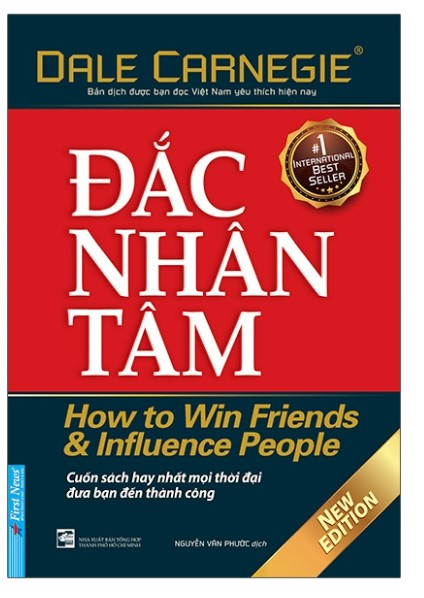 DALE CARNEGIE®
Bản dịch được bạn đọc Việt Nam yêu thích hiện nay
#1
INTERNATIONAL
BEST
SELLER
ĐẮC
NHÂN
TÂM
How to Win Friends
& Influence People
Cuốn sách hay nhất mọi thời đại
đưa bạn đến thành công
NEW
EDITION
First News
NHÀ XUẤT BẢN TỔNG HỢP
THÀNH PHỐ HỒ CHÍ MINH
NGUYỄN VĂN PHƯỚC dịch